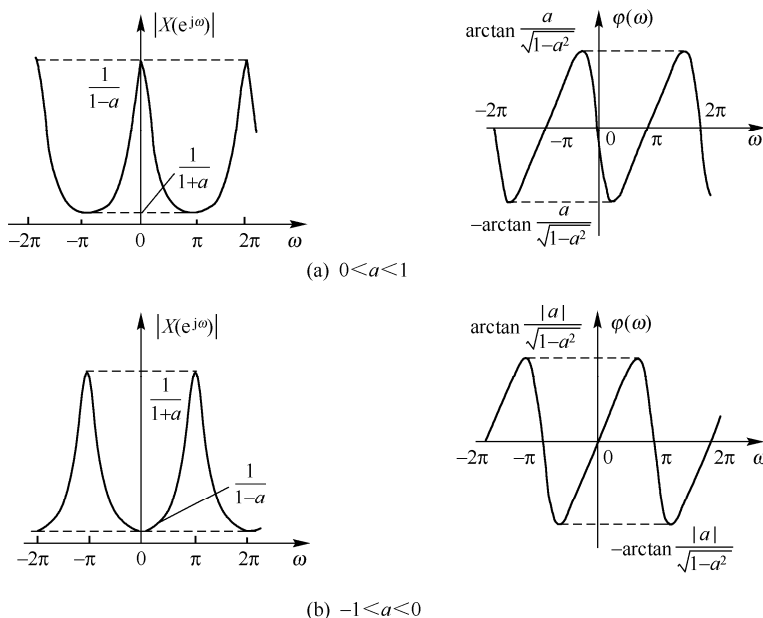 |X(e^jω)|
1/(1−a)
1/(1+a)
−2π −π 0 π 2π ω
arctan a/√(1−a²)
φ(ω)
−2π −π 0 π 2π ω
−arctan a/√(1−a²)
(a) 0<a<1
|X(e^jω)|
1/(1+a)
1/(1−a)
−2π −π 0 π 2π ω
arctan |a|/√(1−a²)
φ(ω)
−2π −π 0 π 2π ω
−arctan |a|/√(1−a²)
(b) −1<a<0